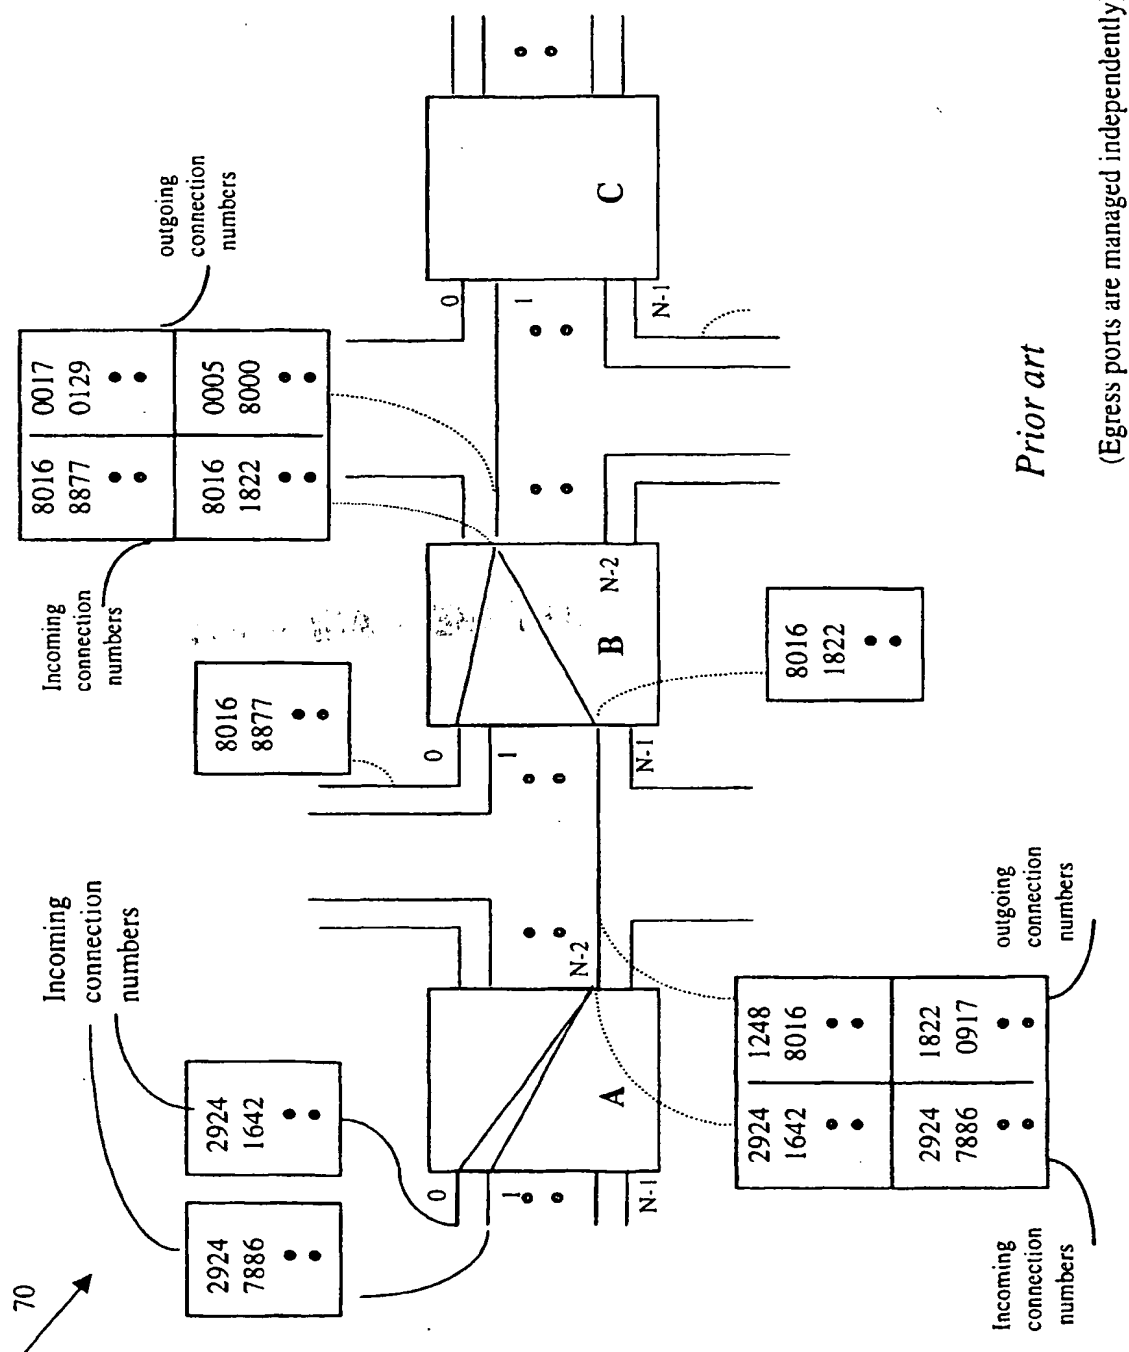 70
2924
7886
2924
1642
Incoming
connection
numbers
8016
8877
Incoming
connection
numbers
8016 0017
8877 0129
8016 0005
1822 8000
outgoing
connection
numbers
0
1
N-1
A
N-2
0
1
N-1
B
N-2
0
1
N-1
C
Incoming
connection
numbers
2924 1248
1642 8016
2924 1822
7886 0917
outgoing
connection
numbers
8016
1822
Prior art
(Egress ports are managed independently